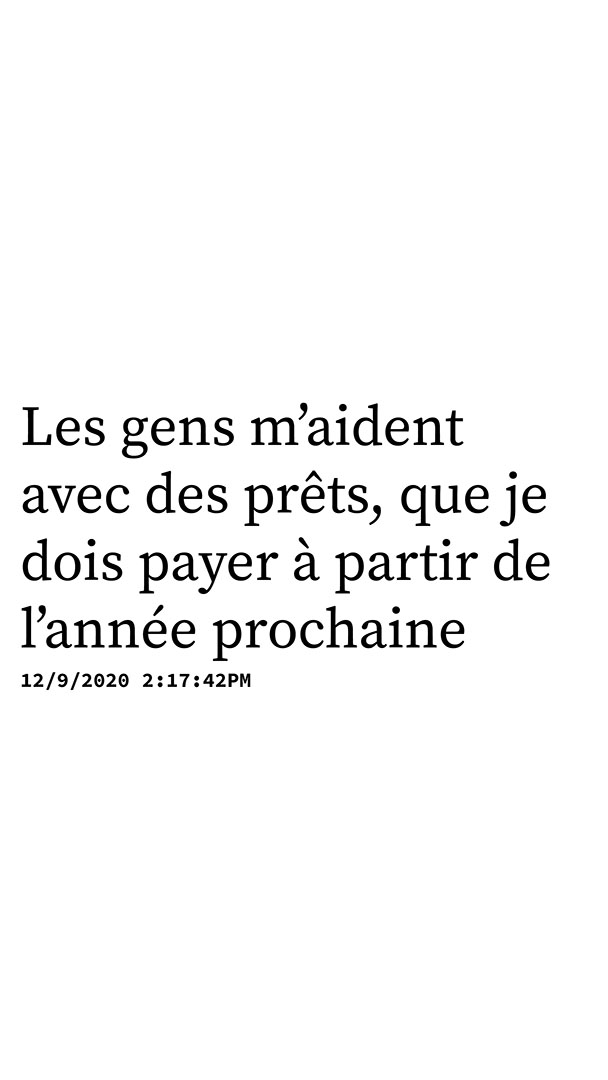 Les gens m’aident
avec des prêts, que je
dois payer à partir de
l’année prochaine
12/9/2020 2:17:42PM